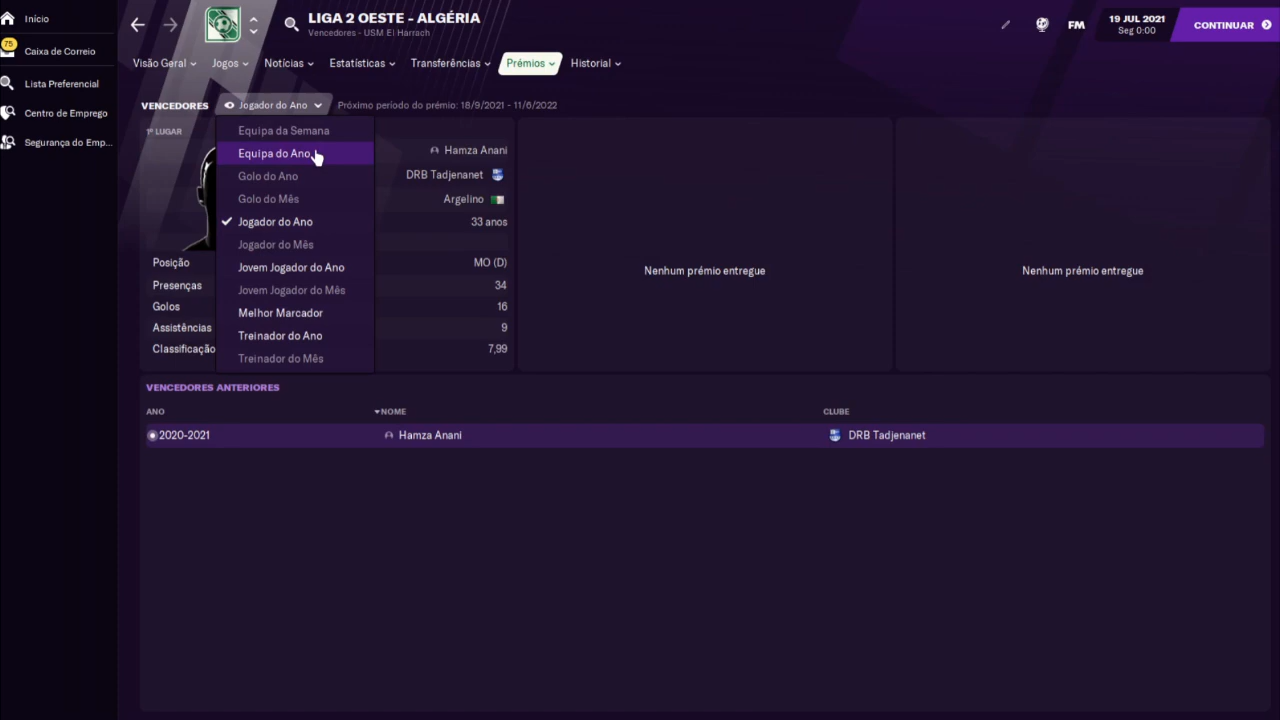 Início
75
Caixa de Correio
Lista Preferencial
Centro de Emprego
Segurança do Emp...
LIGA 2 OESTE - ALGÉRIA
Vencedores - USM El Harrach
FM
19 JUL 2021
Seg 0:00
CONTINUAR
Visão Geral
Jogos
Notícias
Estatísticas
Transferências
Prémios
Historial
VENCEDORES
Jogador do Ano
Próximo período do prémio: 18/9/2021 - 11/6/2022
1º LUGAR
Equipa da Semana
Equipa do Ano
Golo do Ano
Golo do Mês
Jogador do Ano
Jogador do Mês
Jovem Jogador do Ano
Jovem Jogador do Mês
Melhor Marcador
Treinador do Ano
Treinador do Mês
Hamza Anani
DRB Tadjenanet
Argelino
33 anos
Posição MO (D)
Presenças 34
Golos 16
Assistências 9
Classificação 7,99
Nenhum prémio entregue
Nenhum prémio entregue
VENCEDORES ANTERIORES
ANO NOME CLUBE
2020-2021 Hamza Anani DRB Tadjenanet